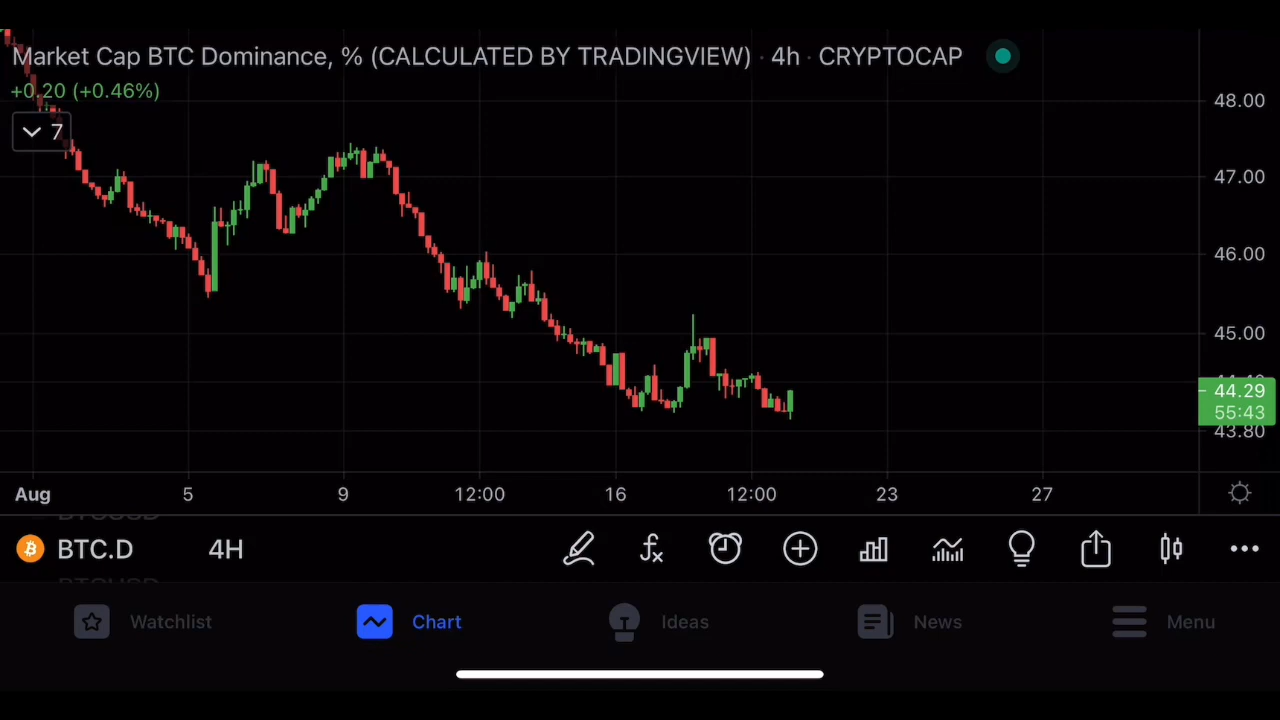 Market Cap BTC Dominance, % (CALCULATED BY TRADINGVIEW) · 4h · CRYPTOCAP
+0.20 (+0.46%)
7
48.00
47.00
46.00
45.00
44.29
55:43
43.80
Aug 5 9 12:00 16 12:00 23 27
BTC.D 4H
Watchlist Chart Ideas News Menu